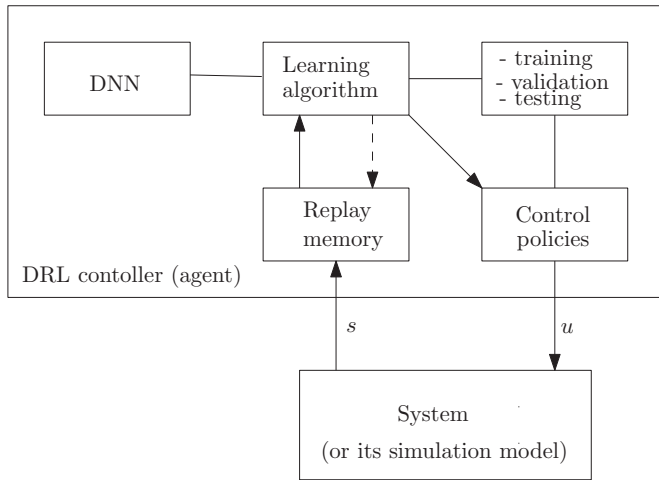 DNN
Learning
algorithm
- training
- validation
- testing
Replay
memory
Control
policies
DRL contoller (agent)
s
u
System
(or its simulation model)